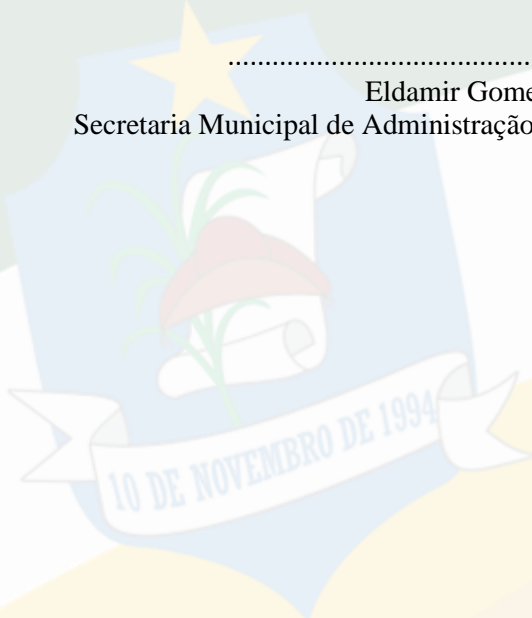 ..........................................
Eldamir Gome
Secretaria Municipal de Administração
10 DE NOVEMBRO DE 1994